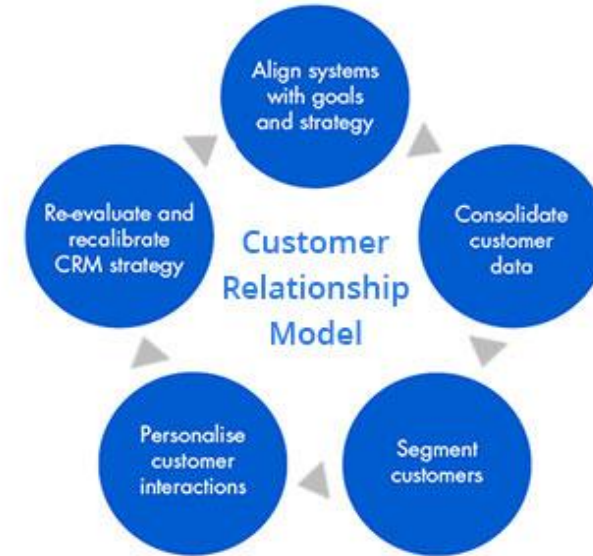 Align systems
with goals
and strategy
Consolidate
customer
data
Segment
customers
Personalise
customer
interactions
Re-evaluate and
recalibrate
CRM strategy
Customer
Relationship
Model